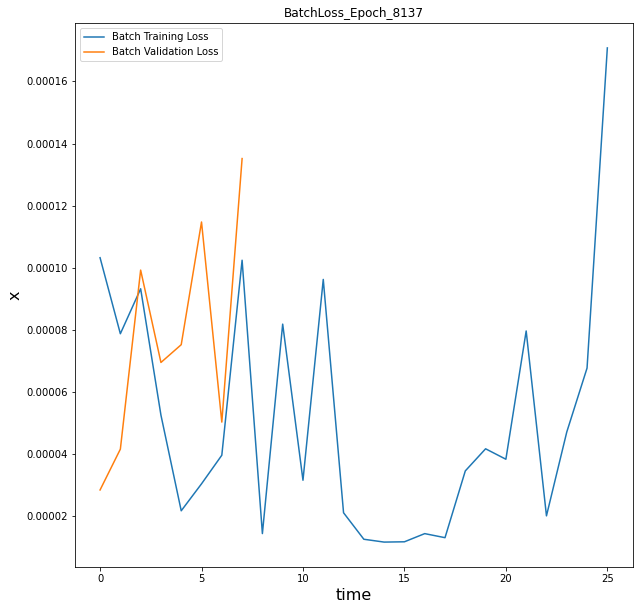 BatchLoss_Epoch_8137
Batch Training Loss
Batch Validation Loss
0.00016
0.00014
0.00012
0.00010
0.00008
0.00006
0.00004
0.00002
x
0 5 10 15 20 25
time